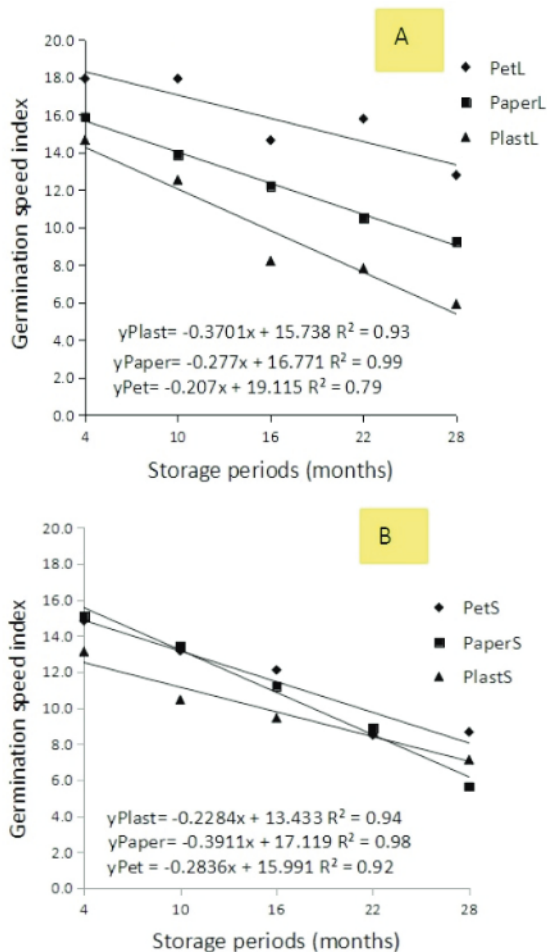 A
20.0
18.0
16.0
14.0
12.0
10.0
8.0
6.0
4.0
2.0
0.0
Germination speed index
PetL
PaperL
PlastL
yPlast= -0.3701x + 15.738 R² = 0.93
yPaper= -0.277x + 16.771 R² = 0.99
yPet= -0.207x + 19.115 R² = 0.79
4 10 16 22 28
Storage periods (months)
B
20.0
18.0
16.0
14.0
12.0
10.0
8.0
6.0
4.0
2.0
0.0
Germination speed index
PetS
PaperS
PlastS
yPlast= -0.2284x + 13.433 R² = 0.94
yPaper= -0.3911x + 17.119 R² = 0.98
yPet = -0.2836x + 15.991 R² = 0.92
4 10 16 22 28
Storage periods (months)